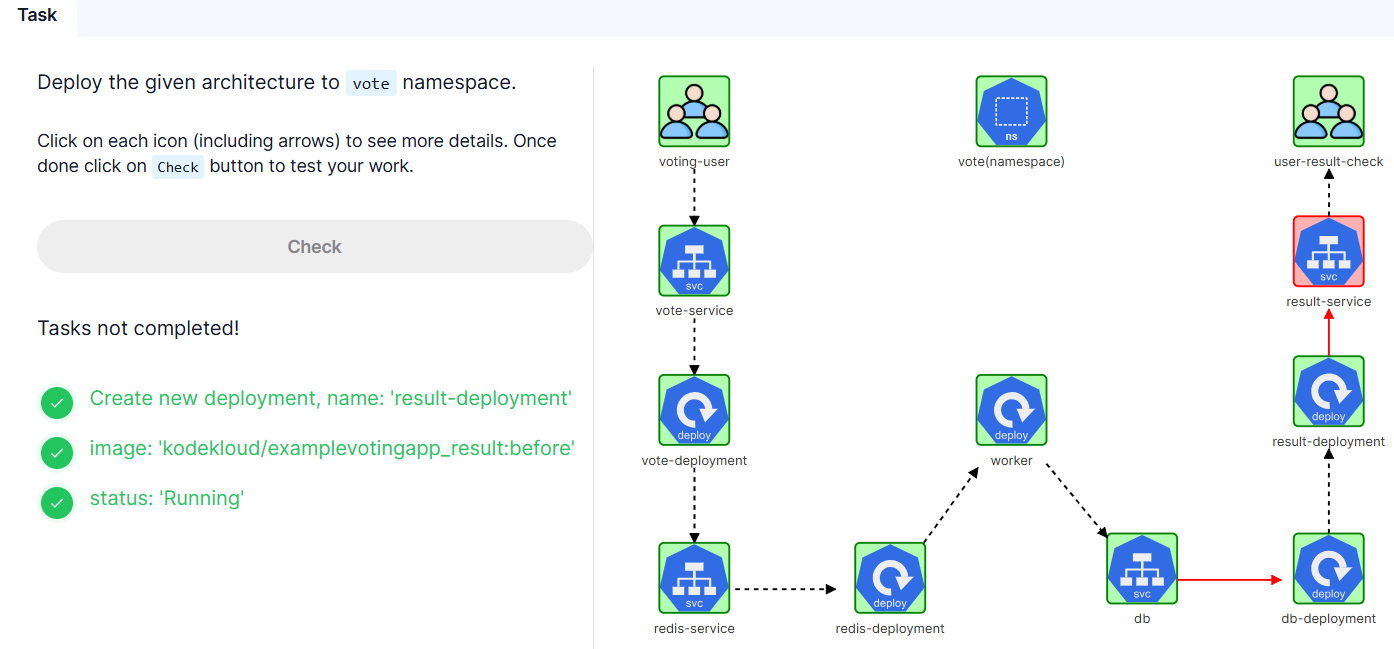 Task
Deploy the given architecture to vote namespace.
Click on each icon (including arrows) to see more details. Once
done click on Check button to test your work.
Check
Tasks not completed!
Create new deployment, name: 'result-deployment'
image: 'kodekloud/examplevotingapp_result:before'
status: 'Running'
voting-user
ns
vote(namespace)
user-result-check
svc
vote-service
svc
result-service
deploy
vote-deployment
deploy
worker
deploy
result-deployment
svc
redis-service
deploy
redis-deployment
svc
db
deploy
db-deployment